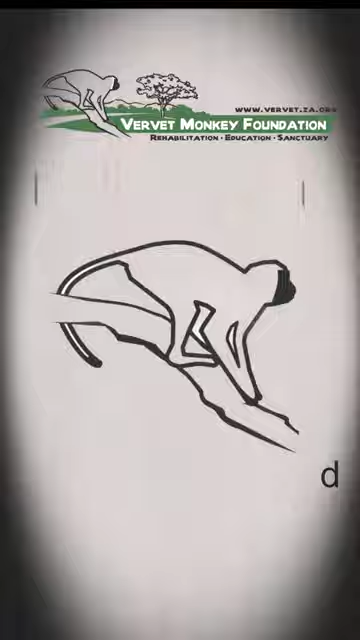 WWW.VERVET.ZA.ORG
VERVET MONKEY FOUNDATION
REHABILITATION • EDUCATION • SANCTUARY
d